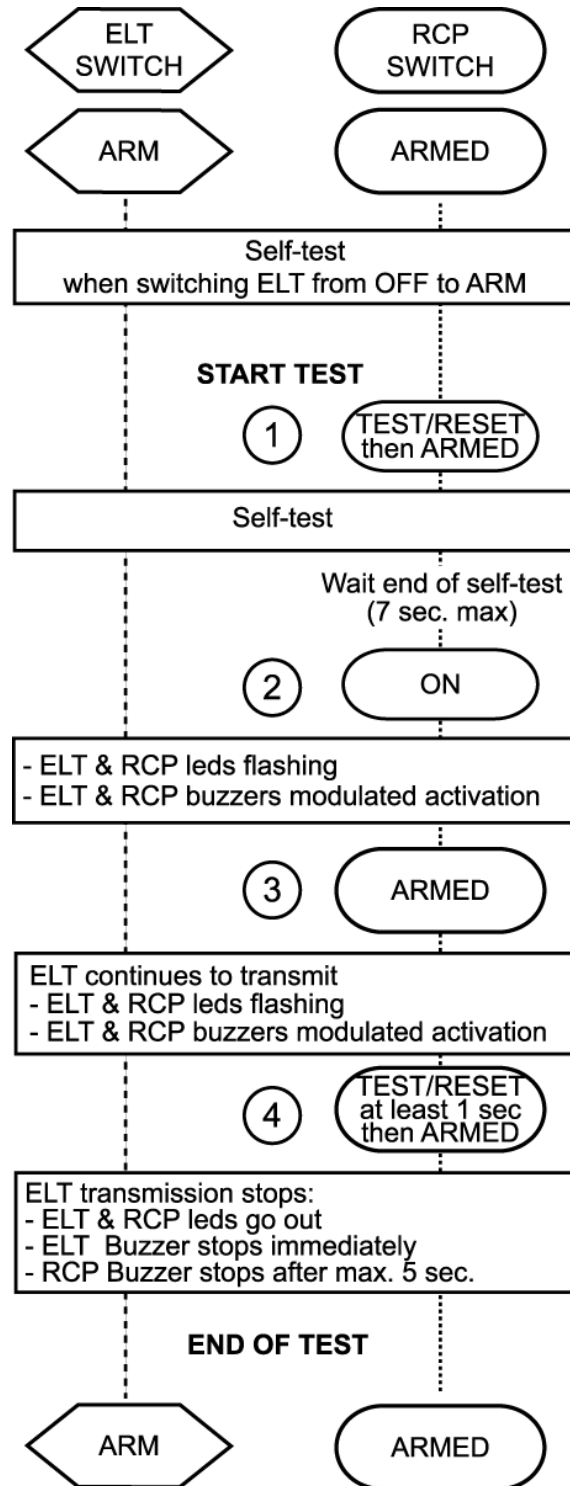 ELT
SWITCH
RCP
SWITCH
ARM
ARMED
Self-test
when switching ELT from OFF to ARM
START TEST
1
TEST/RESET
then ARMED
Self-test
Wait end of self-test
(7 sec. max)
2
ON
- ELT & RCP leds flashing
- ELT & RCP buzzers modulated activation
3
ARMED
ELT continues to transmit
- ELT & RCP leds flashing
- ELT & RCP buzzers modulated activation
4
TEST/RESET
at least 1 sec
then ARMED
ELT transmission stops:
- ELT & RCP leds go out
- ELT  Buzzer stops immediately
- RCP Buzzer stops after max. 5 sec.
END OF TEST
ARM
ARMED